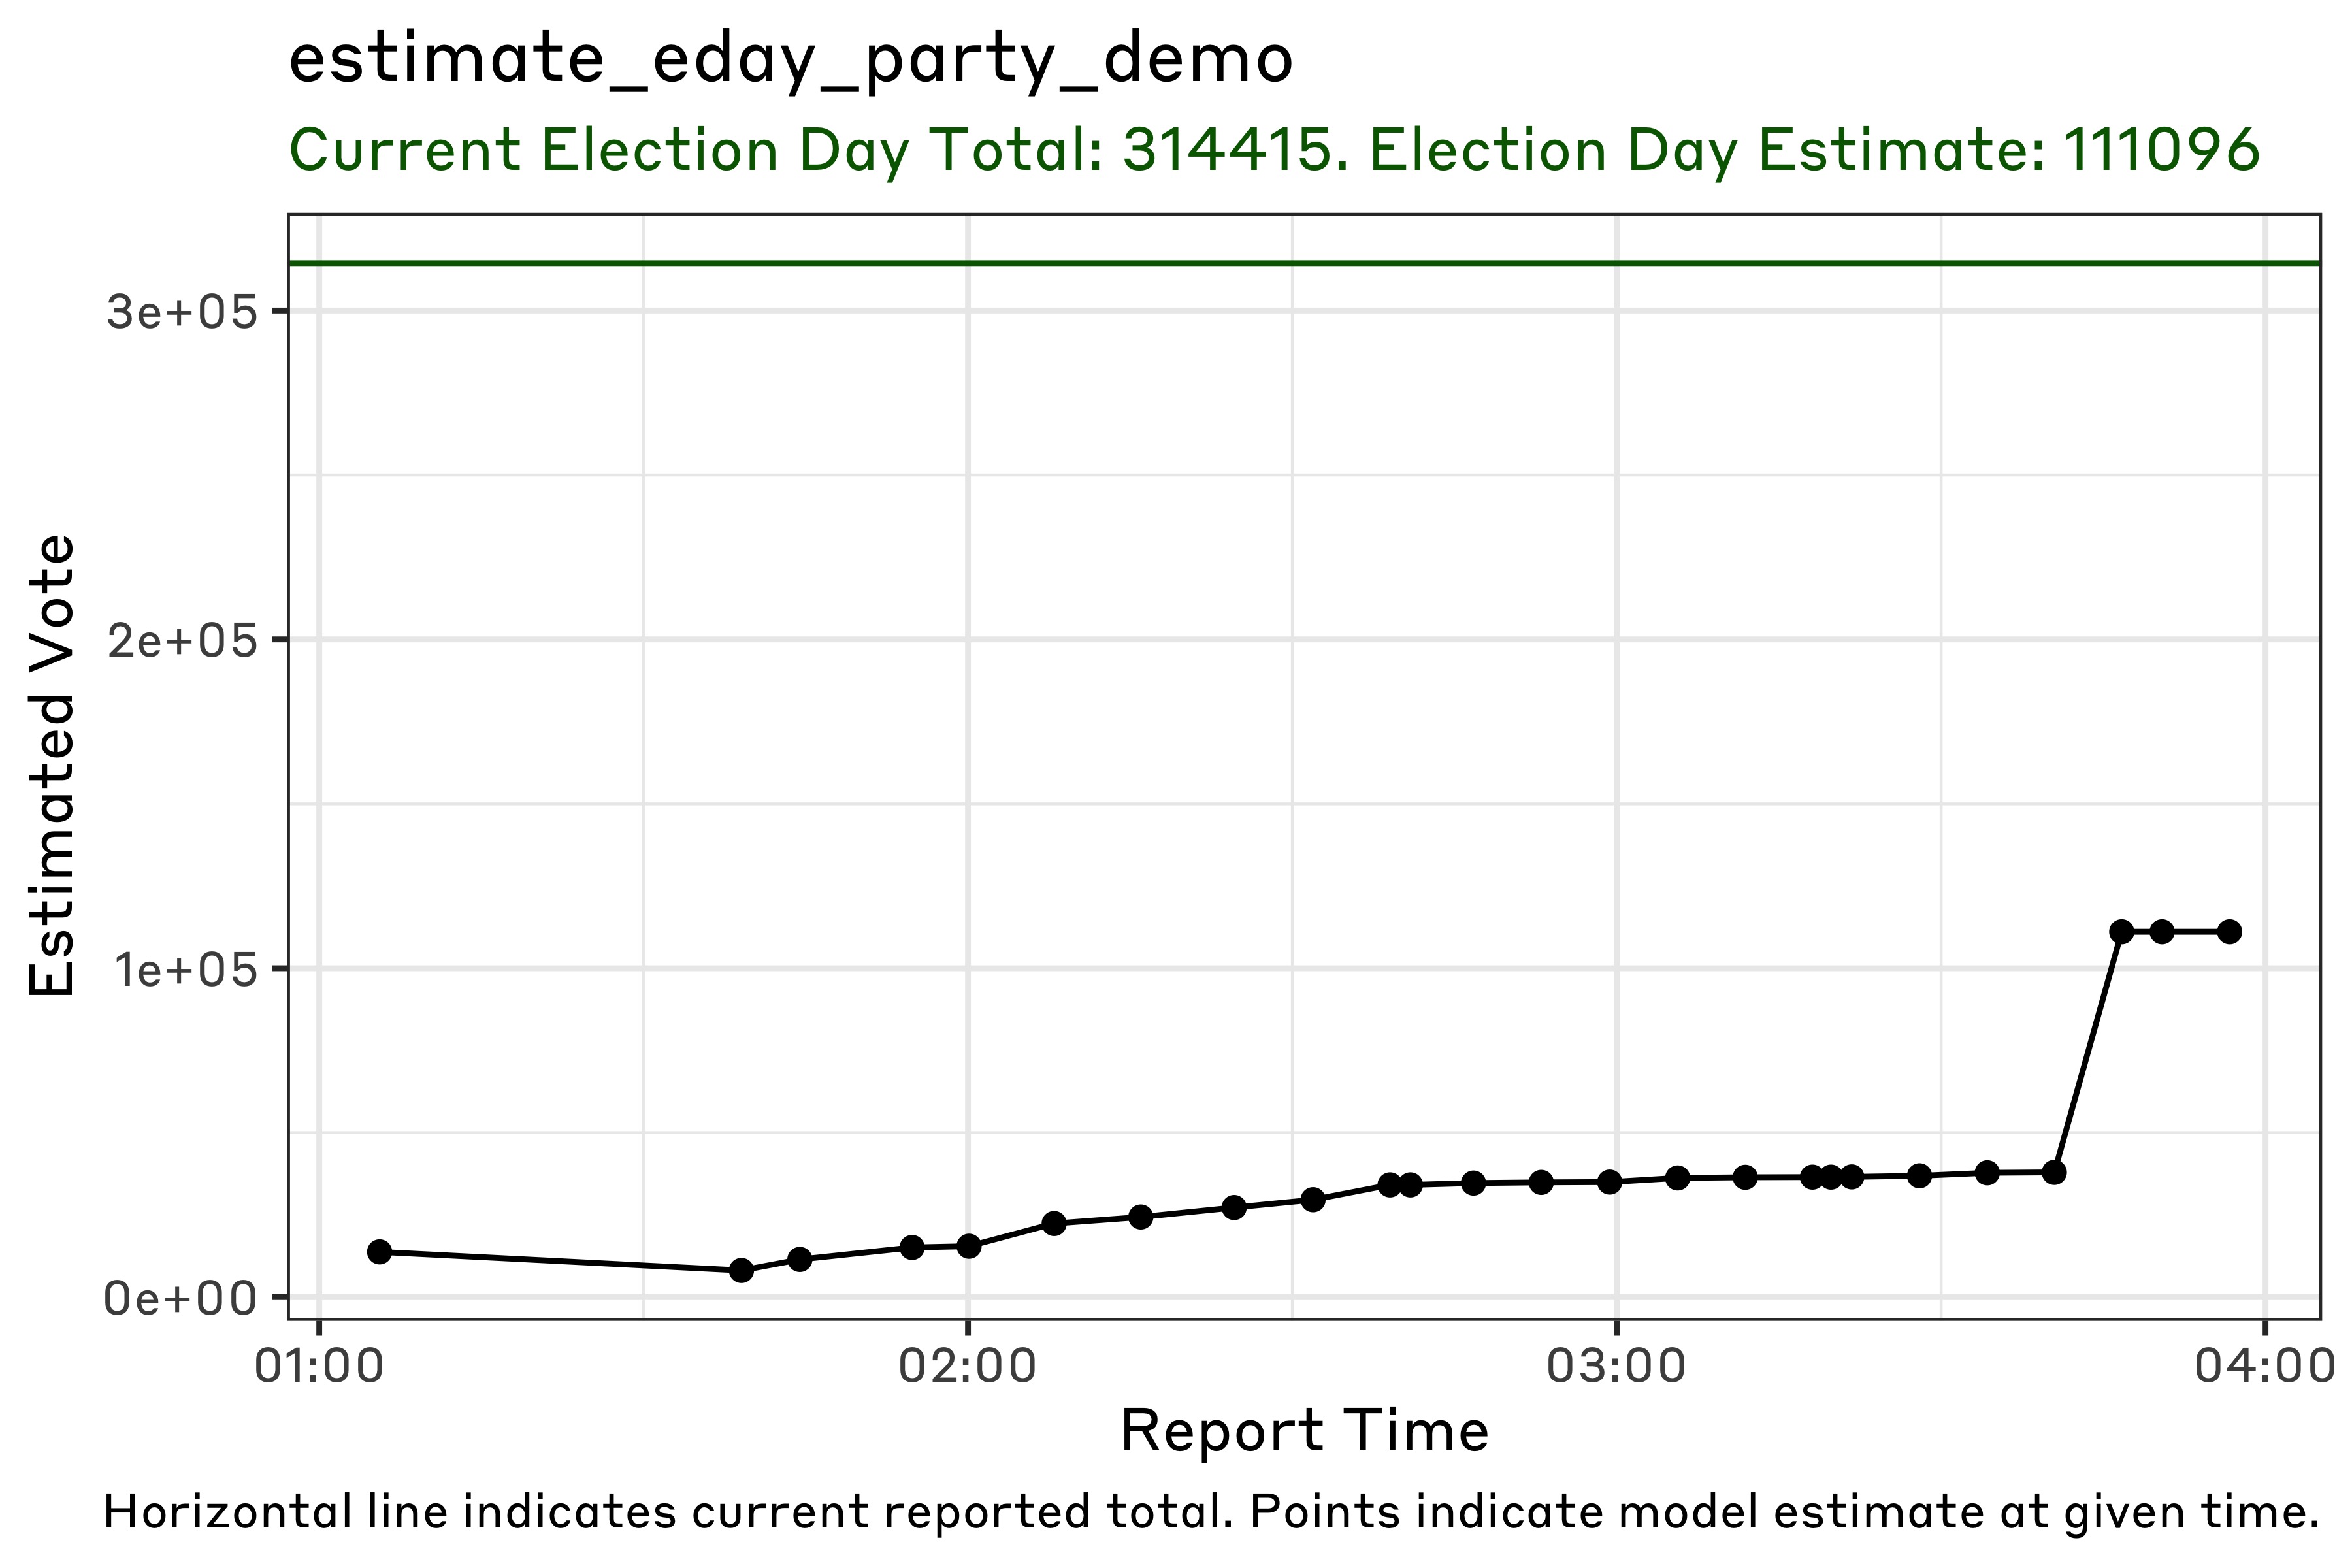 estimate_eday_party_demo
Current Election Day Total: 314415. Election Day Estimate: 111096
Estimated Vote
3e+05
2e+05
1e+05
0e+00
01:00 02:00 03:00 04:00
Report Time
Horizontal line indicates current reported total. Points indicate model estimate at given time.